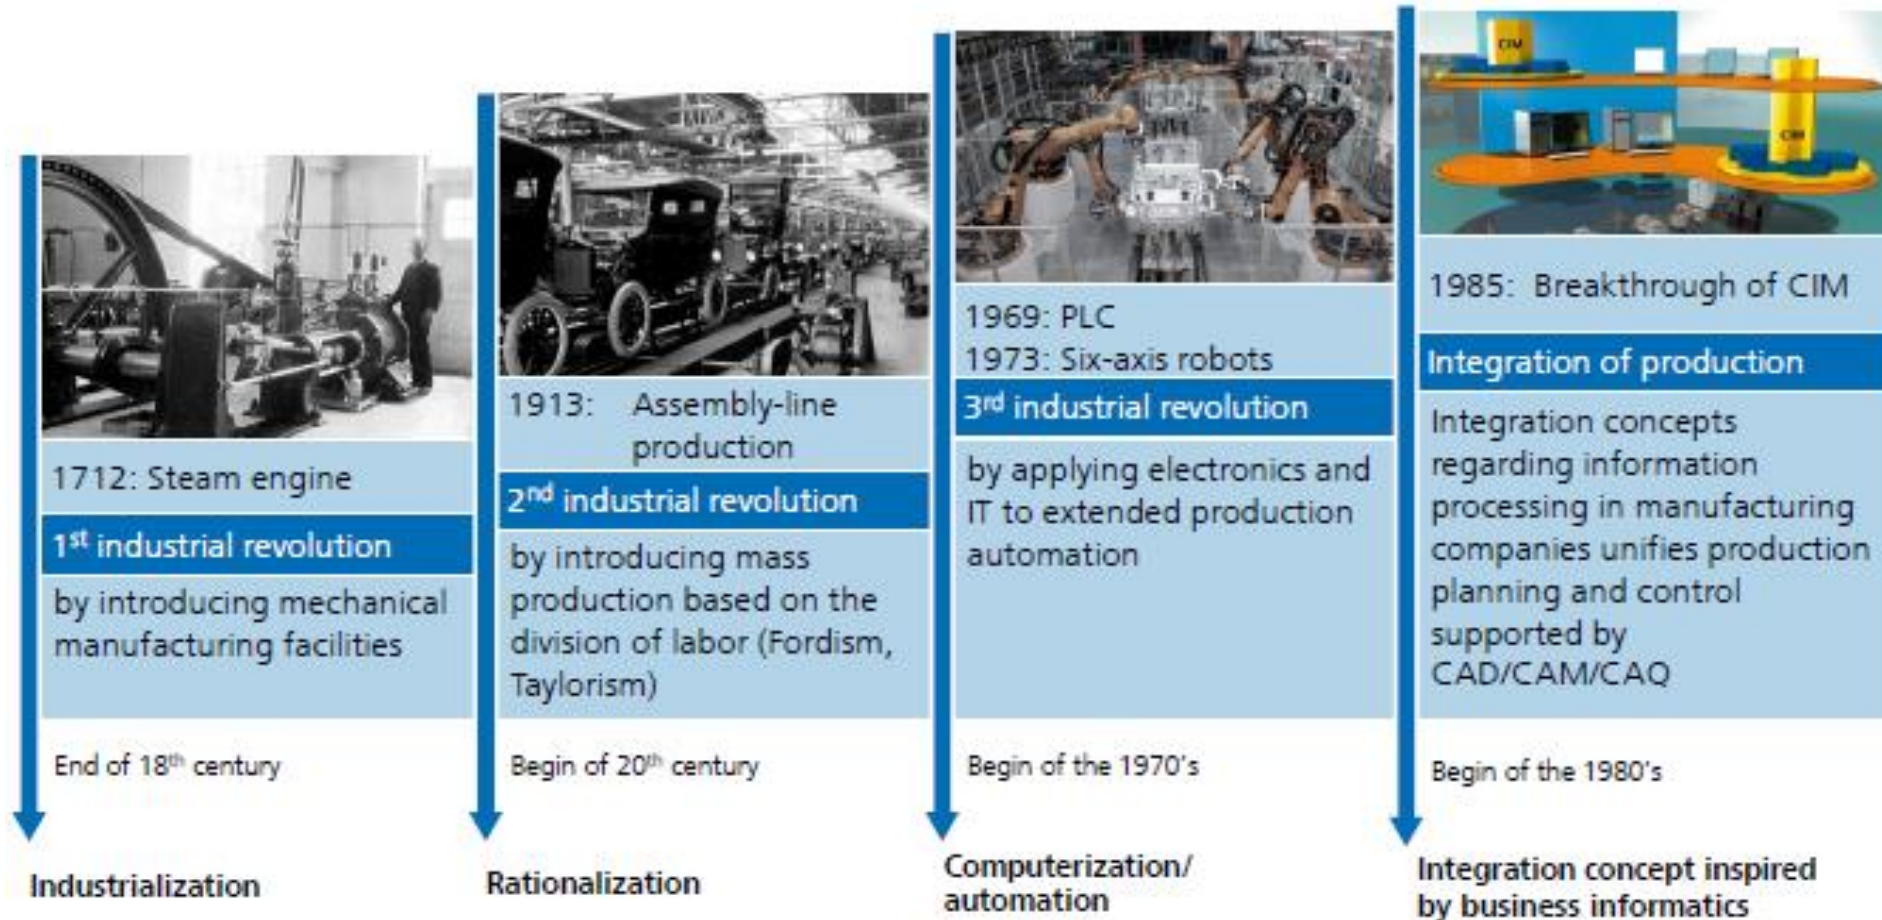 1712: Steam engine
1st industrial revolution
by introducing mechanical
manufacturing facilities
End of 18th century
Industrialization
1913: Assembly-line
production
2nd industrial revolution
by introducing mass
production based on the
division of labor (Fordism,
Taylorism)
Begin of 20th century
Rationalization
1969: PLC
1973: Six-axis robots
3rd industrial revolution
by applying electronics and
IT to extended production
automation
Begin of the 1970's
Computerization/
automation
CIM
CIM
1985: Breakthrough of CIM
Integration of production
Integration concepts
regarding information
processing in manufacturing
companies unifies production
planning and control
supported by
CAD/CAM/CAQ
Begin of the 1980's
Integration concept inspired
by business informatics